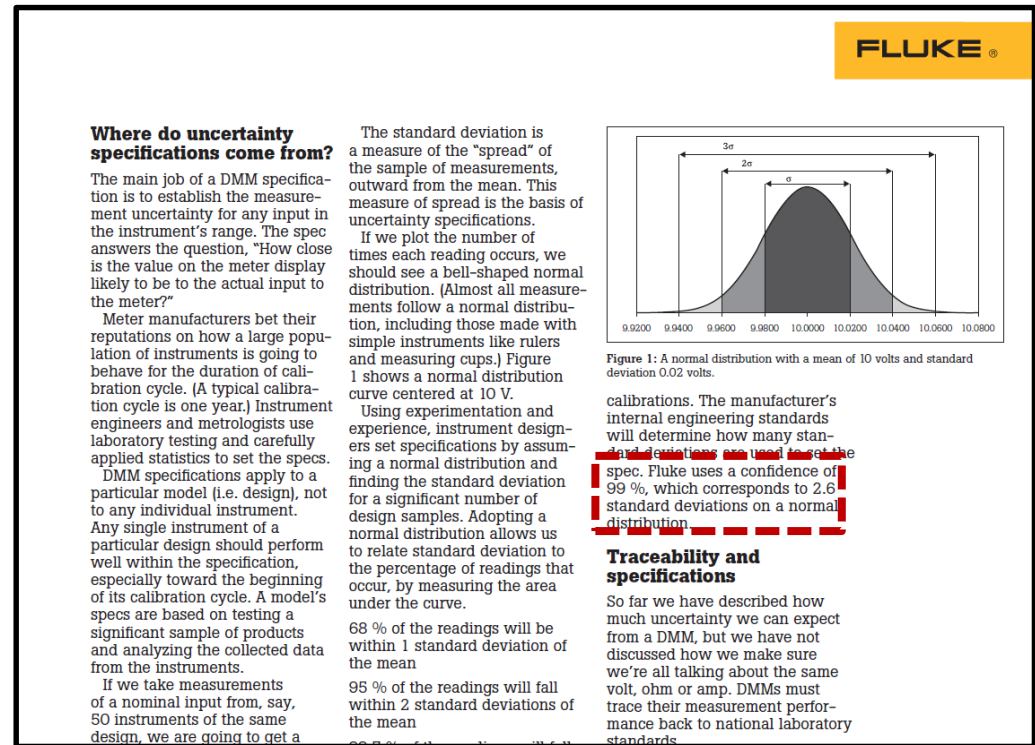 FLUKE ®
Where do uncertainty
specifications come from?
The main job of a DMM specifica-
tion is to establish the measure-
ment uncertainty for any input in
the instrument's range. The spec
answers the question, "How close
is the value on the meter display
likely to be to the actual input to
the meter?"
Meter manufacturers bet their
reputations on how a large popu-
lation of instruments is going to
behave for the duration of cali-
bration cycle. (A typical calibra-
tion cycle is one year.) Instrument
engineers and metrologists use
laboratory testing and carefully
applied statistics to set the specs.
DMM specifications apply to a
particular model (i.e. design), not
to any individual instrument.
Any single instrument of a
particular design should perform
well within the specification,
especially toward the beginning
of its calibration cycle. A model's
specs are based on testing a
significant sample of products
and analyzing the collected data
from the instruments.
If we take measurements
of a nominal input from, say,
50 instruments of the same
design, we are going to get a
The standard deviation is
a measure of the "spread" of
the sample of measurements,
outward from the mean. This
measure of spread is the basis of
uncertainty specifications.
If we plot the number of
times each reading occurs, we
should see a bell-shaped normal
distribution. (Almost all measure-
ments follow a normal distribu-
tion, including those made with
simple instruments like rulers
and measuring cups.) Figure
1 shows a normal distribution
curve centered at 10 V.
Using experimentation and
experience, instrument design-
ers set specifications by assum-
ing a normal distribution and
finding the standard deviation
for a significant number of
design samples. Adopting a
normal distribution allows us
to relate standard deviation to
the percentage of readings that
occur, by measuring the area
under the curve.
68 % of the readings will be
within 1 standard deviation of
the mean
95 % of the readings will fall
within 2 standard deviations of
the mean
3σ
2σ
σ
9.9200 9.9400 9.9600 9.9800 10.0000 10.0200 10.0400 10.0600 10.0800
Figure 1: A normal distribution with a mean of 10 volts and standard
deviation 0.02 volts.
calibrations. The manufacturer's
internal engineering standards
will determine how many stan-
dard deviations are used to set the
spec. Fluke uses a confidence of
99 %, which corresponds to 2.6
standard deviations on a normal
distribution.
Traceability and
specifications
So far we have described how
much uncertainty we can expect
from a DMM, but we have not
discussed how we make sure
we're all talking about the same
volt, ohm or amp. DMMs must
trace their measurement perfor-
mance back to national laboratory
standards.